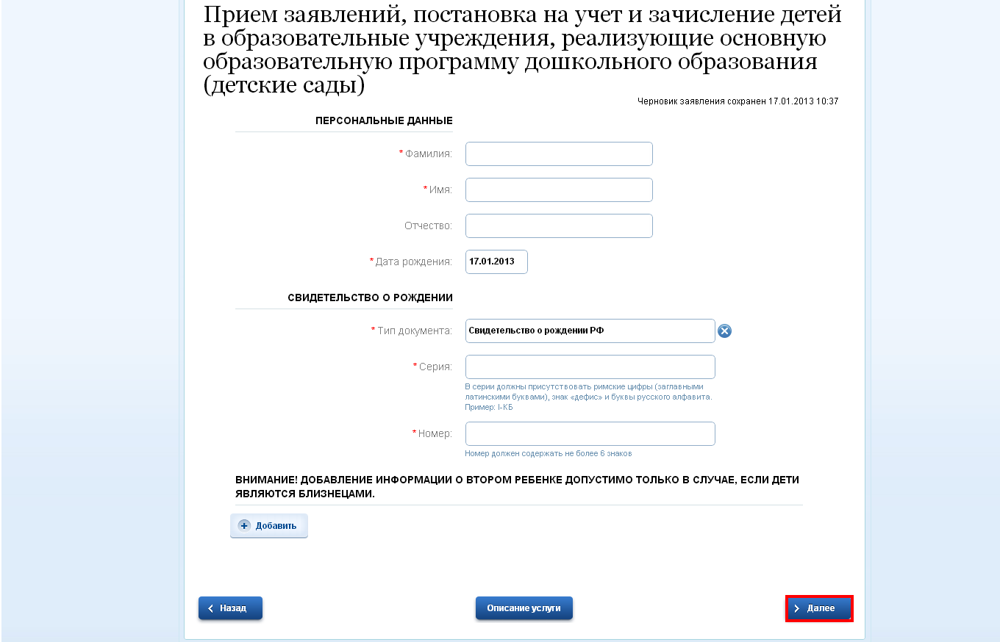 Прием заявлений, постановка на учет и зачисление детей
в образовательные учреждения, реализующие основную
образовательную программу дошкольного образования
(детские сады)
Черновик заявления сохранен 17.01.2013 10:37
ПЕРСОНАЛЬНЫЕ ДАННЫЕ
* Фамилия:
* Имя:
Отчество:
* Дата рождения: 17.01.2013
СВИДЕТЕЛЬСТВО О РОЖДЕНИИ
* Тип документа: Свидетельство о рождении РФ
* Серия:
В серии должны присутствовать римские цифры (заглавными
латинскими буквами), знак «дефис» и буквы русского алфавита.
Пример: I-КБ
* Номер:
Номер должен содержать не более 6 знаков
ВНИМАНИЕ! ДОБАВЛЕНИЕ ИНФОРМАЦИИ О ВТОРОМ РЕБЕНКЕ ДОПУСТИМО ТОЛЬКО В СЛУЧАЕ, ЕСЛИ ДЕТИ
ЯВЛЯЮТСЯ БЛИЗНЕЦАМИ.
Добавить
Назад Описание услуги Далее